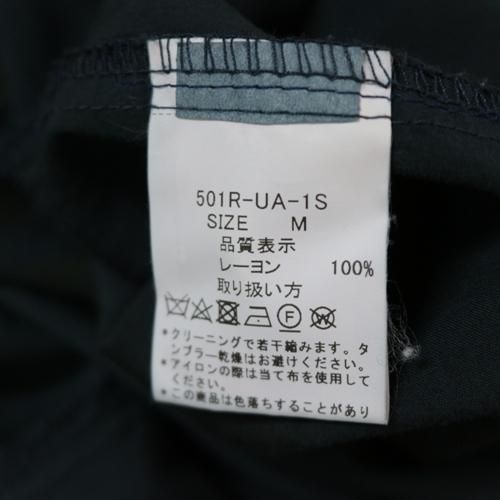 501R-UA-1S
SIZE M
品質表示
レーヨン 100%
取り扱い方
*クリーニングで若干縮みます。タ
ンブラー乾燥はお避けください。
*アイロンの際は当て布を使用して
ください。
*この商品は色落ちすることがあり